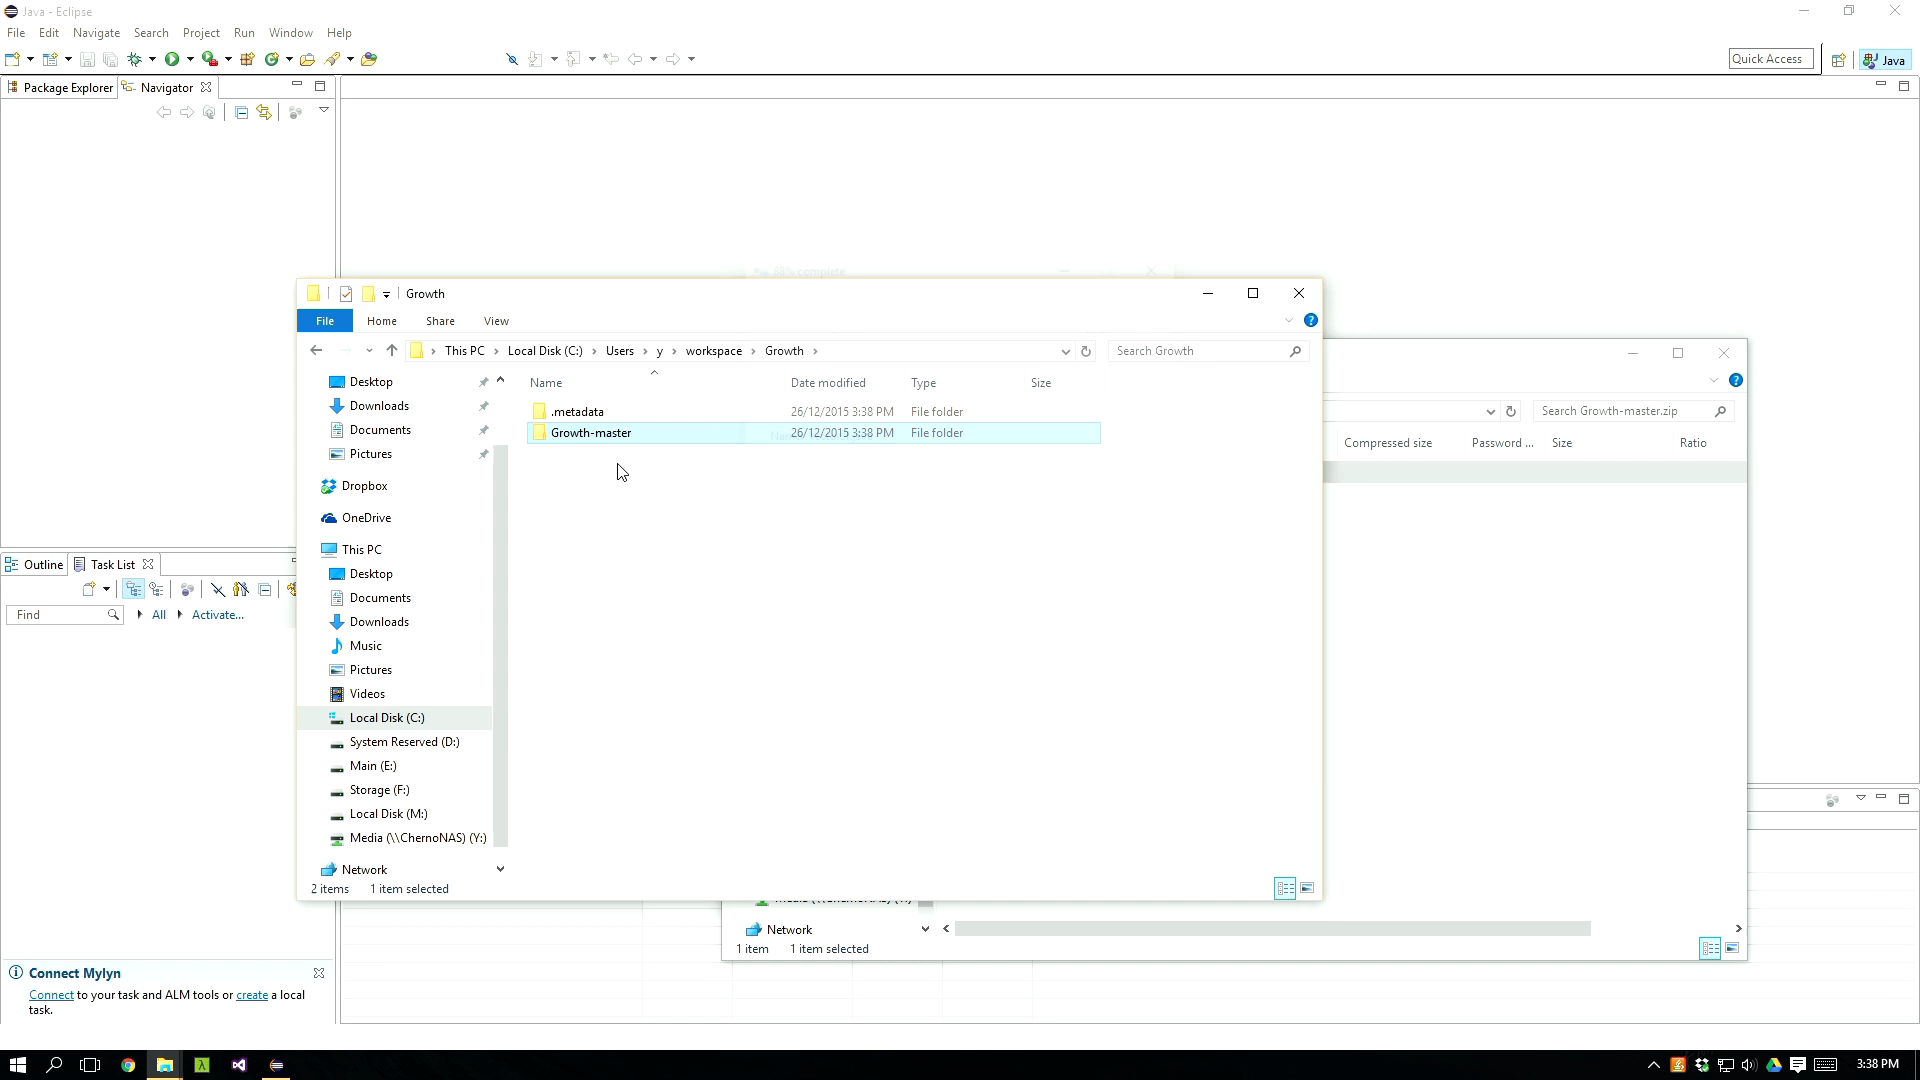 Java - Eclipse
File Edit Navigate Search Project Run Window Help
Quick Access Java
Package Explorer Navigator
88% complete
Growth
File Home Share View
This PC Local Disk (C:) Users y workspace Growth Search Growth
Search Growth-master.zip
Desktop
Downloads
Documents
Pictures
Dropbox
OneDrive
This PC
Desktop
Documents
Downloads
Music
Pictures
Videos
Local Disk (C:)
System Reserved (D:)
Main (E:)
Storage (F:)
Local Disk (M:)
Media (\\ChernoNAS) (Y:)
Network
Name Date modified Type Size
.metadata 26/12/2015 3:38 PM File folder
Growth-master 26/12/2015 3:38 PM File folder
2 items 1 item selected
Compressed size Password ... Size Ratio
Network
1 item 1 item selected
Outline Task List
Find All Activate...
Connect Mylyn
Connect to your task and ALM tools or create a local
task.
3:38 PM